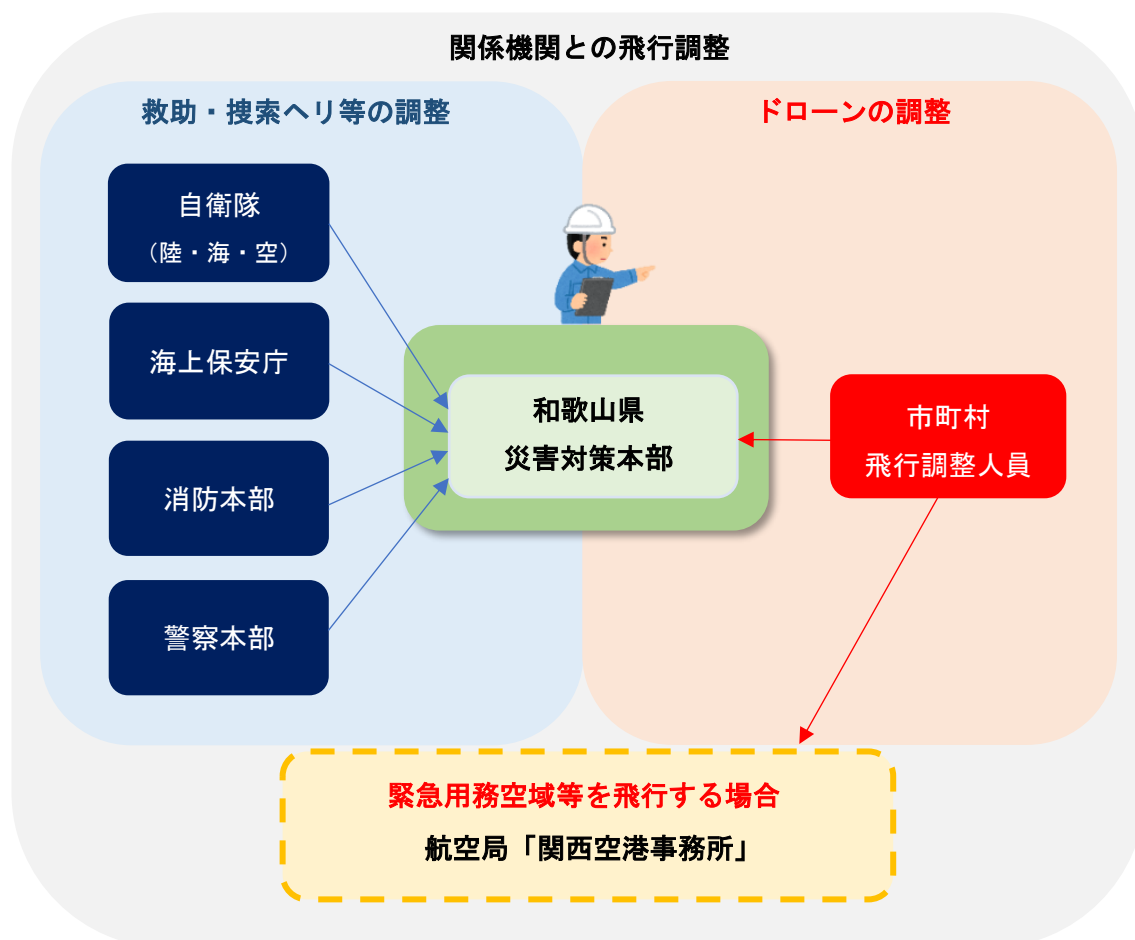 関係機関との飛行調整
救助・捜索ヘリ等の調整
ドローンの調整
自衛隊
（陸・海・空）
海上保安庁
消防本部
警察本部
和歌山県
災害対策本部
市町村
飛行調整人員
緊急用務空域等を飛行する場合
航空局「関西空港事務所」